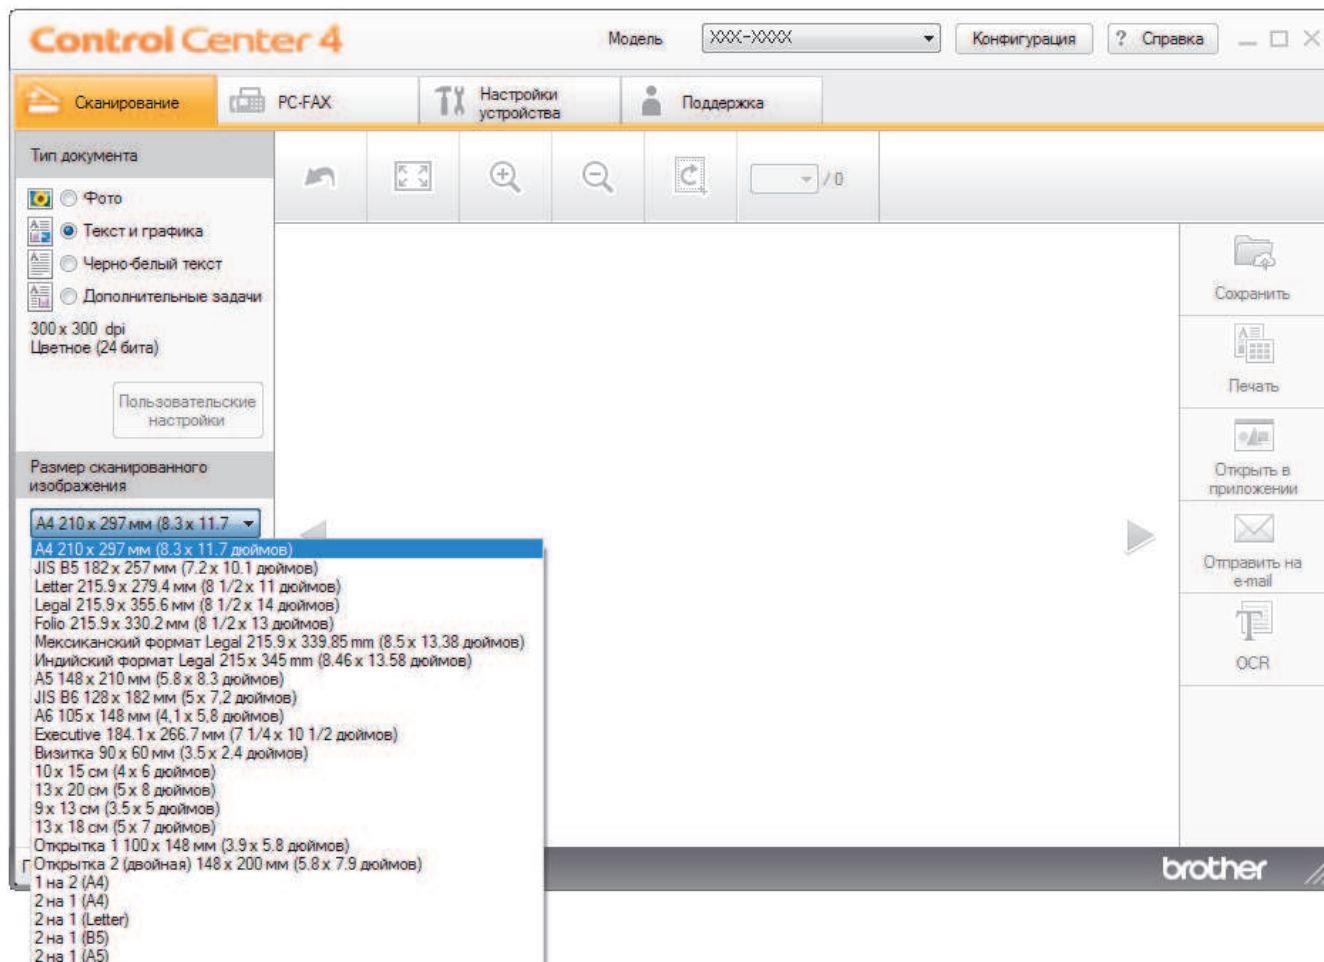 Control Center 4
Модель
XXX-XXXX
Конфигурация
? Справка
Сканирование
PC-FAX
Настройки
устройства
Поддержка
Тип документа
/ 0
Фото
Текст и графика
Черно-белый текст
Дополнительные задачи
300 x 300 dpi
Цветное (24 бита)
Пользовательские
настройки
Размер сканированного
изображения
A4 210 x 297 мм (8.3 x 11.7
A4 210 x 297 мм (8.3 x 11.7 дюймов)
JIS B5 182 x 257 мм (7.2 x 10.1 дюймов)
Letter 215.9 x 279.4 мм (8 1/2 x 11 дюймов)
Legal 215.9 x 355.6 мм (8 1/2 x 14 дюймов)
Folio 215.9 x 330.2 мм (8 1/2 x 13 дюймов)
Мексиканский формат Legal 215.9 x 339.85 mm (8.5 x 13,38 дюймов)
Индийский формат Legal 215 x 345 mm (8.46 x 13.58 дюймов)
A5 148 x 210 мм (5.8 x 8.3 дюймов)
JIS B6 128 x 182 мм (5 x 7,2 дюймов)
A6 105 x 148 мм (4,1 x 5,8 дюймов)
Executive 184.1 x 266.7 мм (7 1/4 x 10 1/2 дюймов)
Визитка 90 x 60 мм (3.5 x 2.4 дюймов)
10 x 15 см (4 x 6 дюймов)
13 x 20 см (5 x 8 дюймов)
9 x 13 см (3.5 x 5 дюймов)
13 x 18 см (5 x 7 дюймов)
Открытка 1 100 x 148 мм (3.9 x 5.8 дюймов)
Открытка 2 (двойная) 148 x 200 мм (5.8 x 7.9 дюймов)
1 на 2 (A4)
2 на 1 (A4)
2 на 1 (Letter)
2 на 1 (B5)
2 на 1 (A5)
Сохранить
Печать
Открыть в
приложении
Отправить на
e-mail
OCR
brother